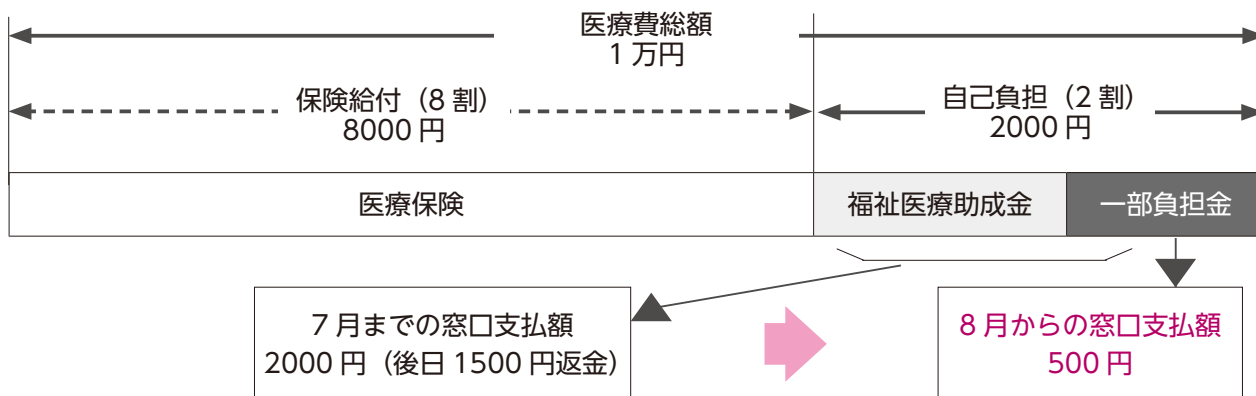 医療費総額
1 万円
保険給付（8 割）
8000 円
自己負担（2 割）
2000 円
医療保険
福祉医療助成金
一部負担金
7 月までの窓口支払額
2000 円（後日 1500 円返金）
8 月からの窓口支払額
500 円